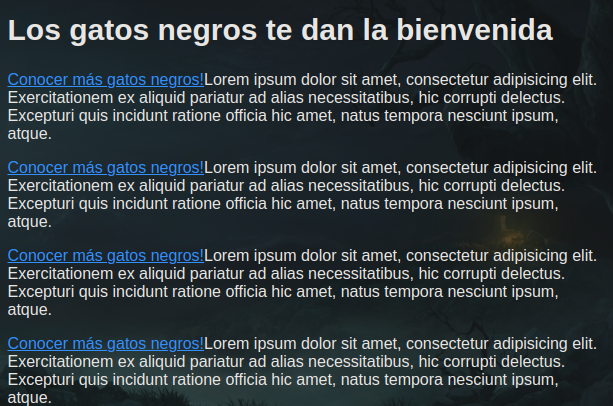 Los gatos negros te dan la bienvenida
Conocer más gatos negros!Lorem ipsum dolor sit amet, consectetur adipisicing elit.
Exercitationem ex aliquid pariatur ad alias necessitatibus, hic corrupti delectus.
Excepturi quis incidunt ratione officia hic amet, natus tempora nesciunt ipsum,
atque.
Conocer más gatos negros!Lorem ipsum dolor sit amet, consectetur adipisicing elit.
Exercitationem ex aliquid pariatur ad alias necessitatibus, hic corrupti delectus.
Excepturi quis incidunt ratione officia hic amet, natus tempora nesciunt ipsum,
atque.
Conocer más gatos negros!Lorem ipsum dolor sit amet, consectetur adipisicing elit.
Exercitationem ex aliquid pariatur ad alias necessitatibus, hic corrupti delectus.
Excepturi quis incidunt ratione officia hic amet, natus tempora nesciunt ipsum,
atque.
Conocer más gatos negros!Lorem ipsum dolor sit amet, consectetur adipisicing elit.
Exercitationem ex aliquid pariatur ad alias necessitatibus, hic corrupti delectus.
Excepturi quis incidunt ratione officia hic amet, natus tempora nesciunt ipsum,
atque.